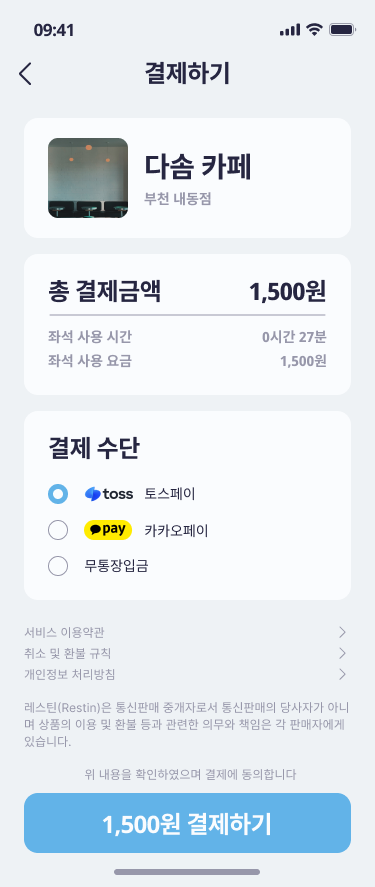 09:41
결제하기
다솜 카페
부천 내동점
총 결제금액 1,500원
좌석 사용 시간 0시간 27분
좌석 사용 요금 1,500원
결제 수단
toss 토스페이
pay 카카오페이
무통장입금
서비스 이용약관
취소 및 환불 규칙
개인정보 처리방침
레스틴(Restin)은 통신판매 중개자로서 통신판매의 당사자가 아니
며 상품의 이용 및 환불 등과 관련한 의무와 책임은 각 판매자에게
있습니다.
위 내용을 확인하였으며 결제에 동의합니다
1,500원 결제하기